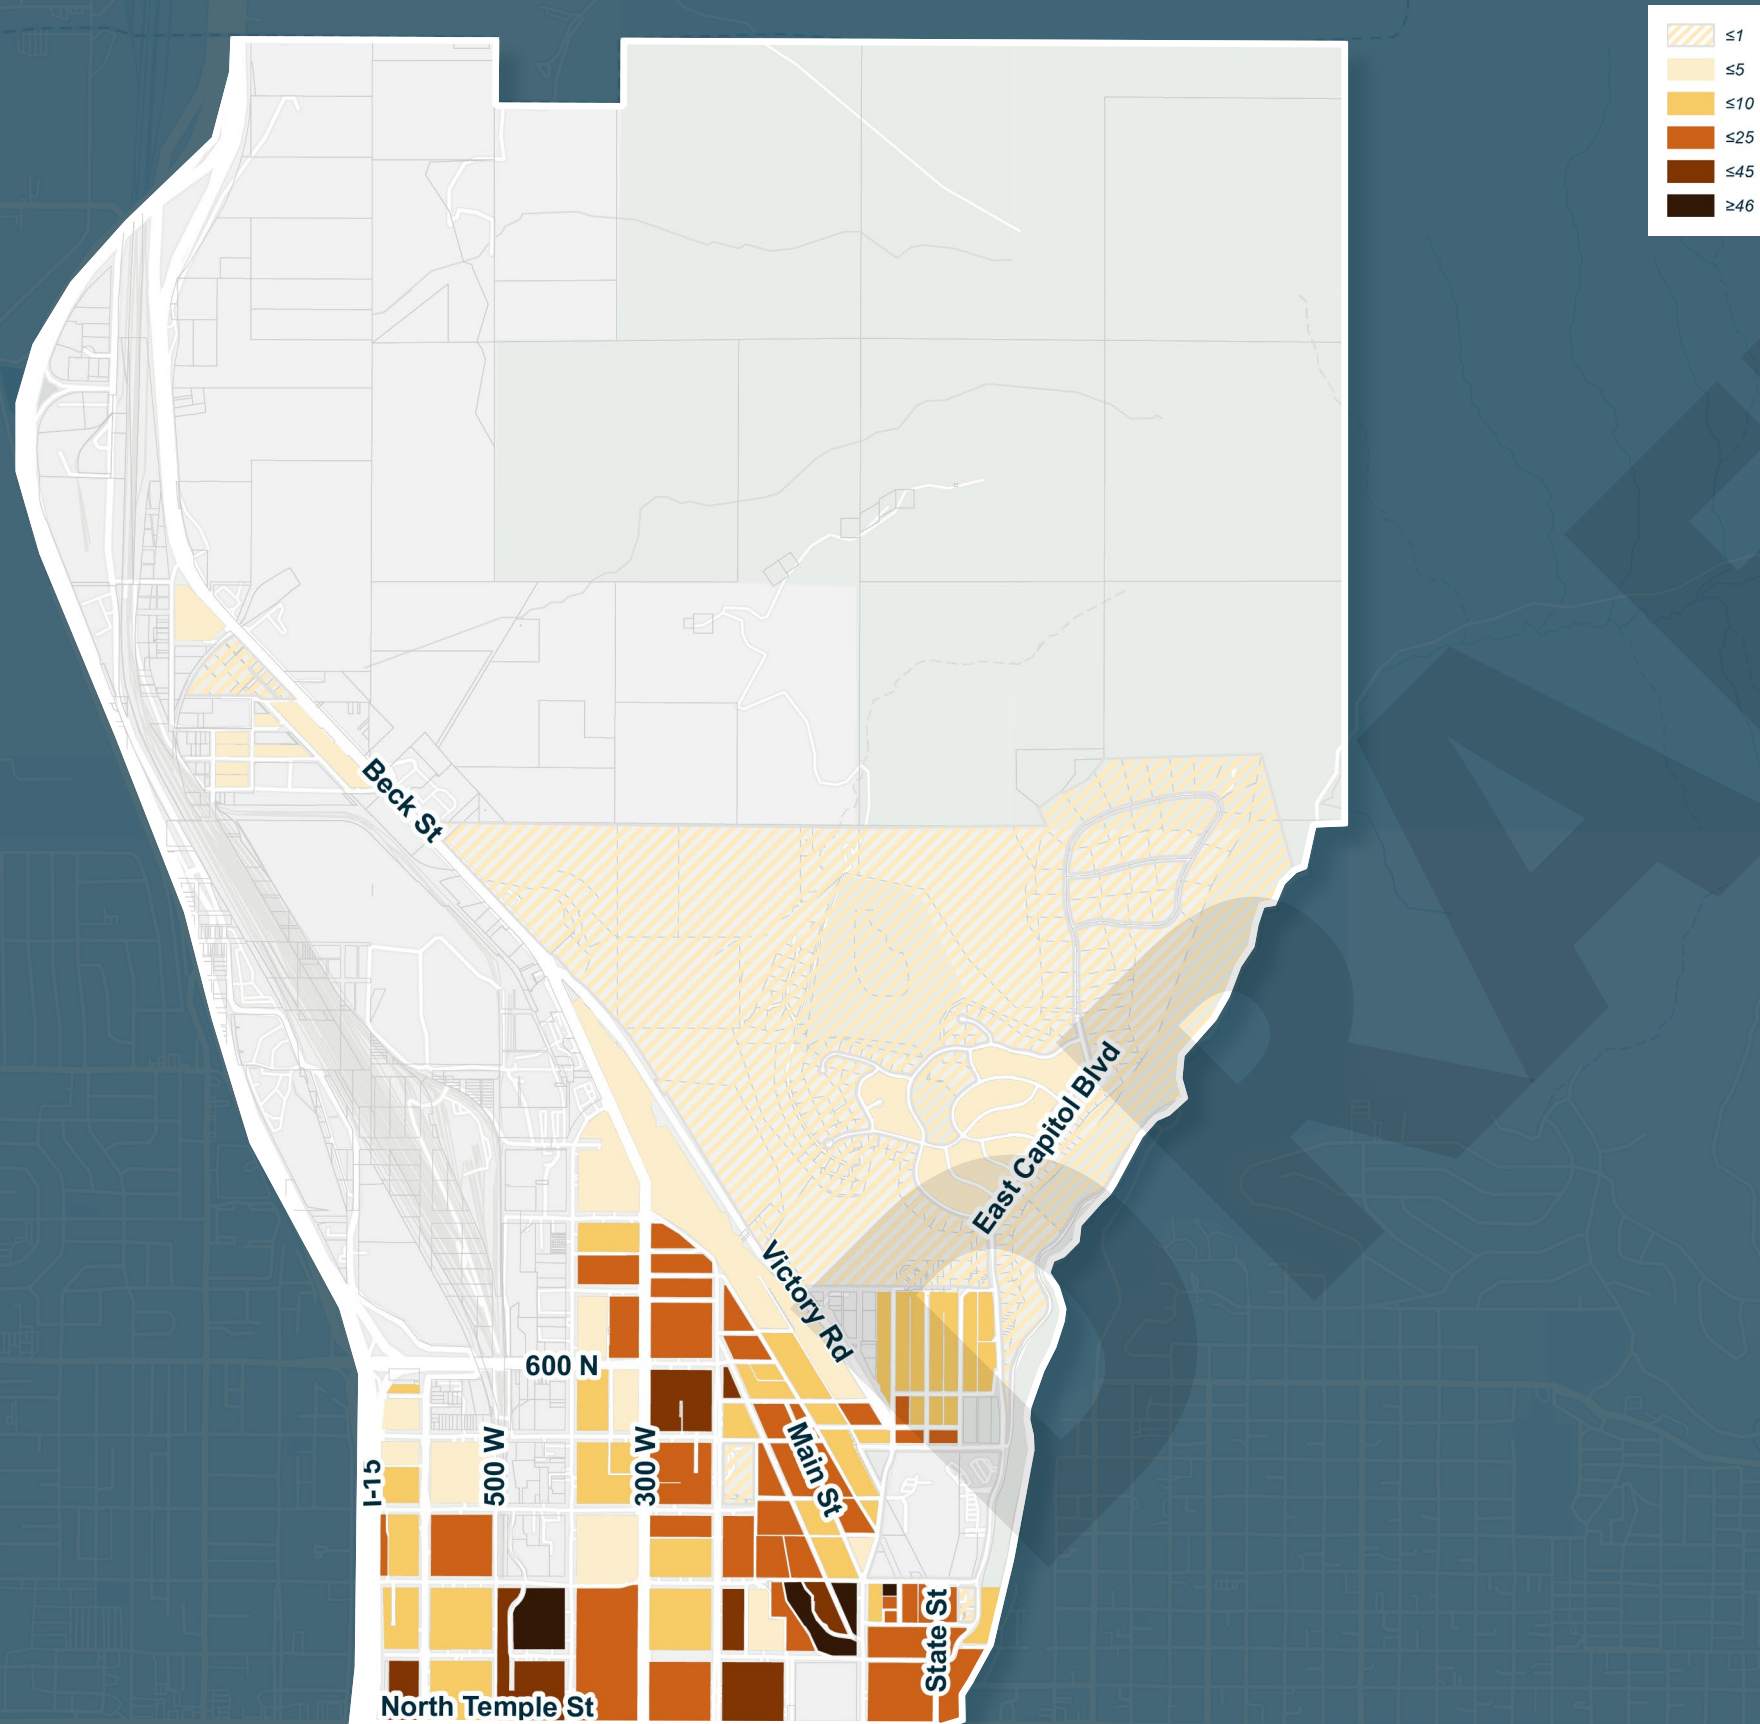 ≤1
≤5
≤10
≤25
≤45
≥46
Beck St
East Capitol Blvd
Victory Rd
600 N
Main St
I-15
500 W
300 W
State St
North Temple St